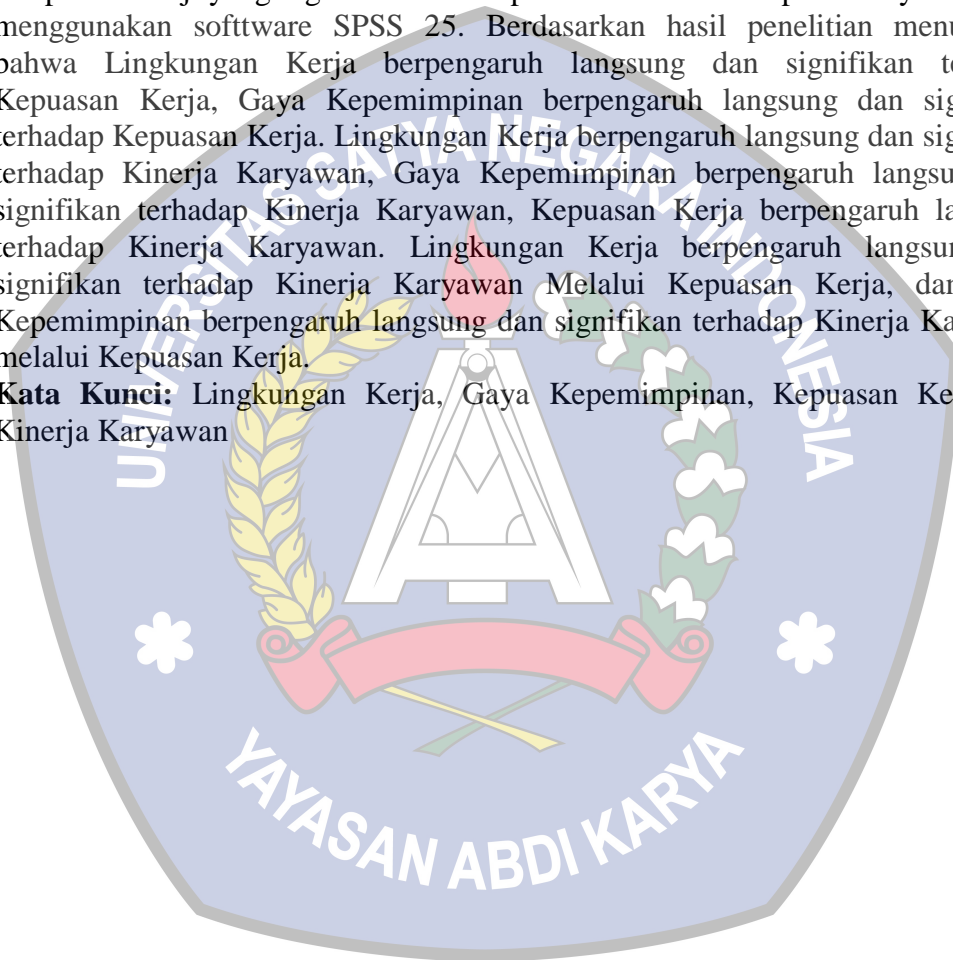 menggunakan softtware SPSS 25. Berdasarkan hasil penelitian menu
bahwa Lingkungan Kerja berpengaruh langsung dan signifikan te
Kepuasan Kerja, Gaya Kepemimpinan berpengaruh langsung dan sig
terhadap Kepuasan Kerja. Lingkungan Kerja berpengaruh langsung dan sig
terhadap Kinerja Karyawan, Gaya Kepemimpinan berpengaruh langsu
signifikan terhadap Kinerja Karyawan, Kepuasan Kerja berpengaruh la
terhadap Kinerja Karyawan. Lingkungan Kerja berpengaruh langsun
signifikan terhadap Kinerja Karyawan Melalui Kepuasan Kerja, dan
Kepemimpinan berpengaruh langsung dan signifikan terhadap Kinerja Ka
melalui Kepuasan Kerja.
Kata Kunci: Lingkungan Kerja, Gaya Kepemimpinan, Kepuasan Ke
Kinerja Karyawan
UNIVERSITAS SATYA NEGARA INDONESIA
YAYASAN ABDI KARYA